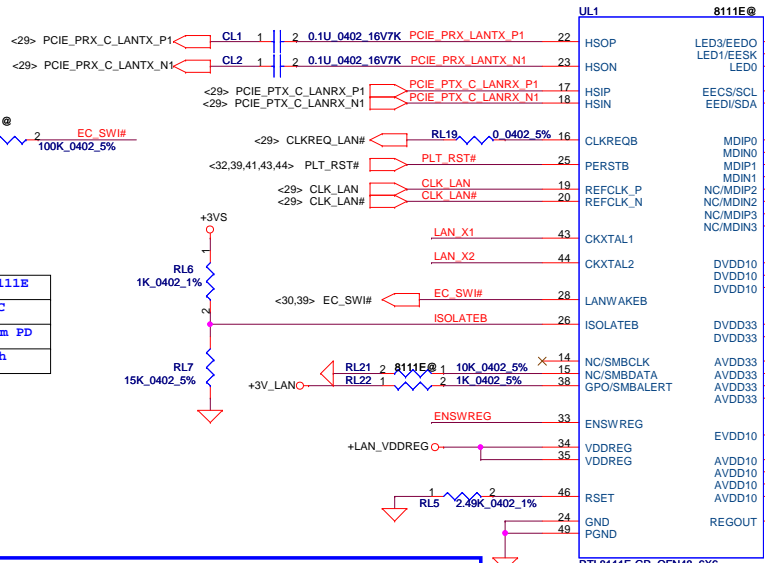 UL1 8111E@
<29> PCIE_PRX_C_LANTX_P1 CL1 1 2 0.1U_0402_16V7K PCIE_PRX_LANTX_P1 22 HSOP LED3/EEDO
LED1/EESK
<29> PCIE_PRX_C_LANTX_N1 CL2 1 2 0.1U_0402_16V7K PCIE_PRX_LANTX_N1 23 HSON LED0
<29> PCIE_PTX_C_LANRX_P1 PCIE_PTX_C_LANRX_P1 17 HSIP EECS/SCL
<29> PCIE_PTX_C_LANRX_N1 PCIE_PTX_C_LANRX_N1 18 HSIN EEDI/SDA
@
2 EC_SWI#
100K_0402_5%
<29> CLKREQ_LAN# RL19 0_0402_5% 16 CLKREQB MDIP0
MDIN0
<32,39,41,43,44> PLT_RST# PLT_RST# 25 PERSTB MDIP1
MDIN1
<29> CLK_LAN CLK_LAN 19 REFCLK_P NC/MDIP2
<29> CLK_LAN# CLK_LAN# 20 REFCLK_N NC/MDIN2
NC/MDIP3
NC/MDIN3
+3VS
LAN_X1 43 CKXTAL1
LAN_X2 44 CKXTAL2 DVDD10
DVDD10
DVDD10
1
RL6
1K_0402_1%
2
111E
C
m PD
h
<30,39> EC_SWI# EC_SWI# 28 LANWAKEB
ISOLATEB 26 ISOLATEB DVDD33
DVDD33
RL7
15K_0402_5%
14 NC/SMBCLK AVDD33
RL21 2 8111E@ 1 10K_0402_5% 15 NC/SMBDATA AVDD33
+3V_LAN RL22 1 2 1K_0402_5% 38 GPO/SMBALERT AVDD33
AVDD33
ENSWREG 33 ENSWREG
EVDD10
+LAN_VDDREG 34 VDDREG
35 VDDREG AVDD10
AVDD10
AVDD10
1 2 46 RSET AVDD10
RL5 2.49K_0402_1%
24 GND REGOUT
49 PGND